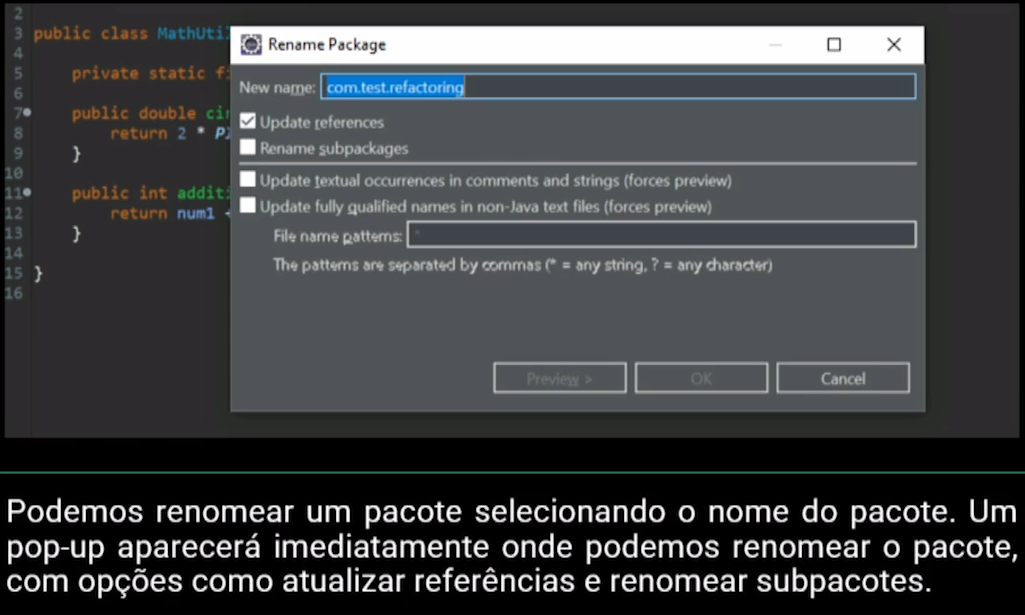 2
3 public class MathUtil
Rename Package
4
5 private static fi
New name: com.test.refactoring
6
7 public double cir
Update references
8 return 2 * PI
Rename subpackages
9 }
10
Update textual occurrences in comments and strings (forces preview)
11 public int additi
Update fully qualified names in non-Java text files (forces preview)
12 return num1 +
13 }
File name patterns: *
14
The patterns are separated by commas (* = any string, ? = any character)
15 }
16
Preview > OK Cancel
Podemos renomear um pacote selecionando o nome do pacote. Um
pop-up aparecerá imediatamente onde podemos renomear o pacote,
com opções como atualizar referências e renomear subpacotes.